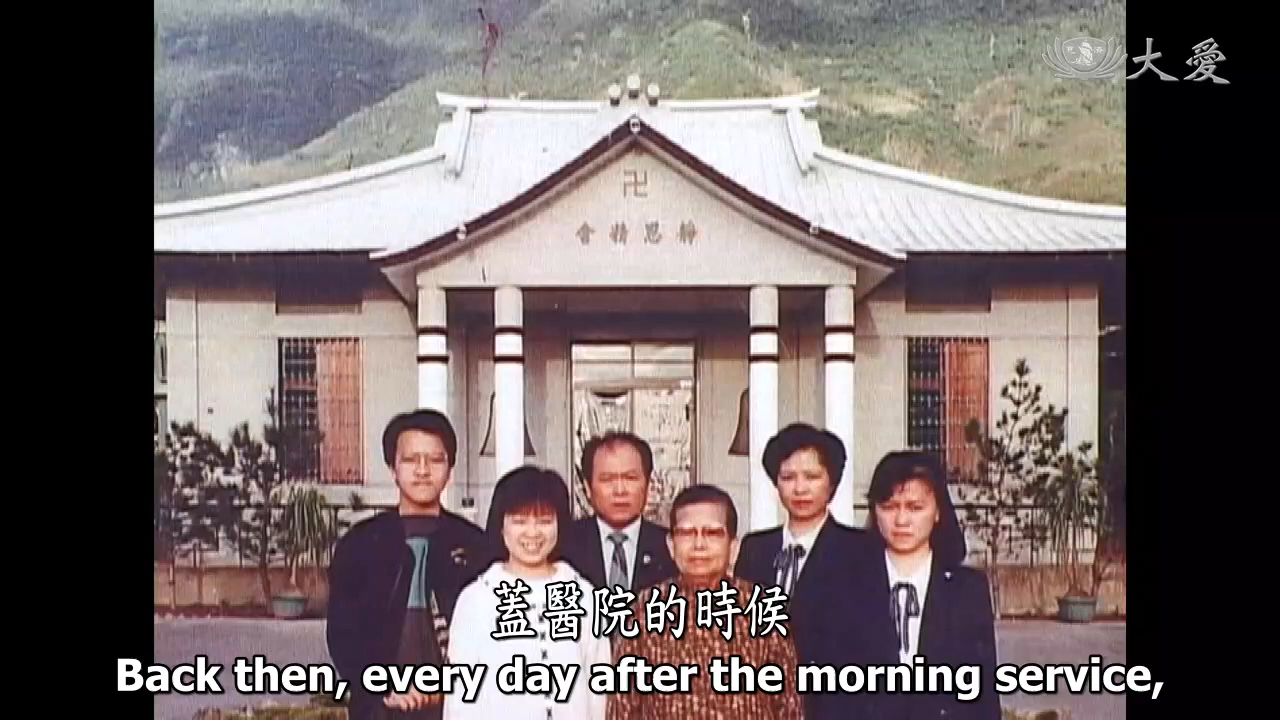 大愛
卍
會精思靜
蓋醫院的時候
Back then, every day after the morning service,